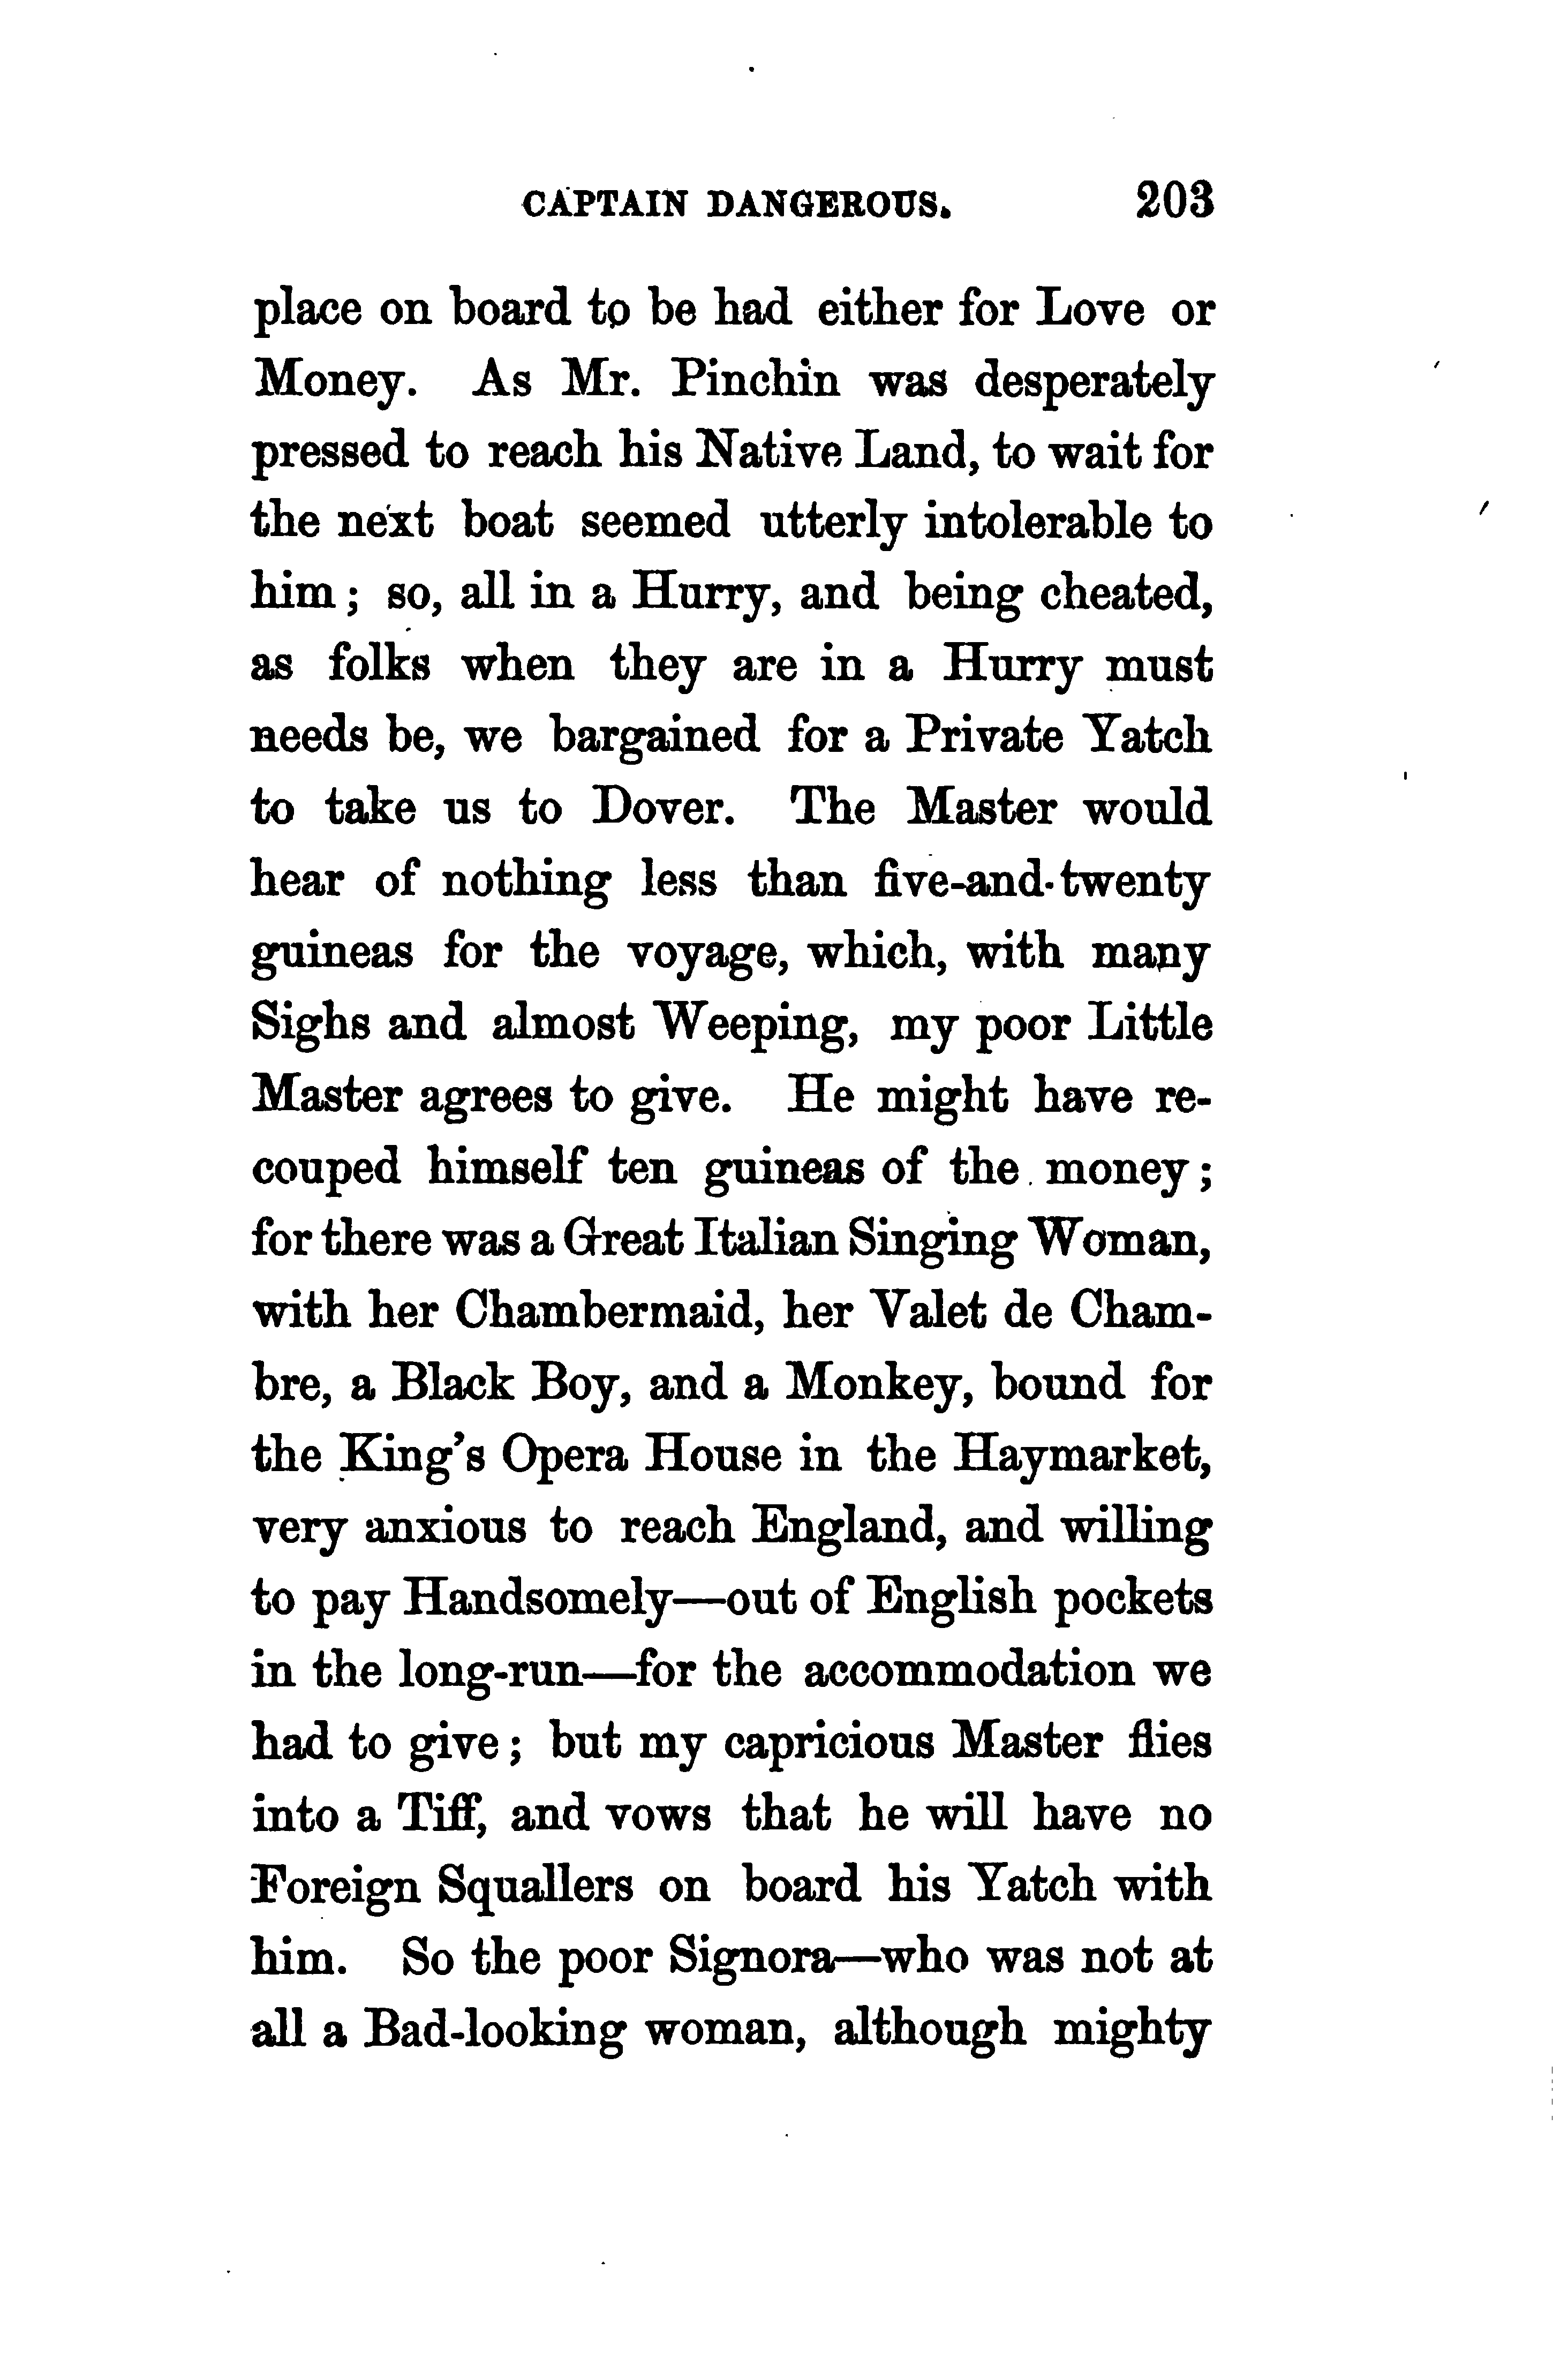 CAPTAIN DANGEROUS. 203
place on board to be had either for Love or
Money. As Mr. Pinchin was desperately
pressed to reach his Native Land, to wait for
the next boat seemed utterly intolerable to
him; so, all in a Hurry, and being cheated,
as folks when they are in a Hurry must
needs be, we bargained for a Private Yatch
to take us to Dover. The Master would
hear of nothing less than five-and-twenty
guineas for the voyage, which, with many
Sighs and almost Weeping, my poor Little
Master agrees to give. He might have re-
couped himself ten guineas of the money;
for there was a Great Italian Singing Woman,
with her Chambermaid, her Valet de Cham-
bre, a Black Boy, and a Monkey, bound for
the King's Opera House in the Haymarket,
very anxious to reach England, and willing
to pay Handsomely—out of English pockets
in the long-run—for the accommodation we
had to give; but my capricious Master flies
into a Tiff, and vows that he will have no
Foreign Squallers on board his Yatch with
him. So the poor Signora—who was not at
all a Bad-looking woman, although mighty